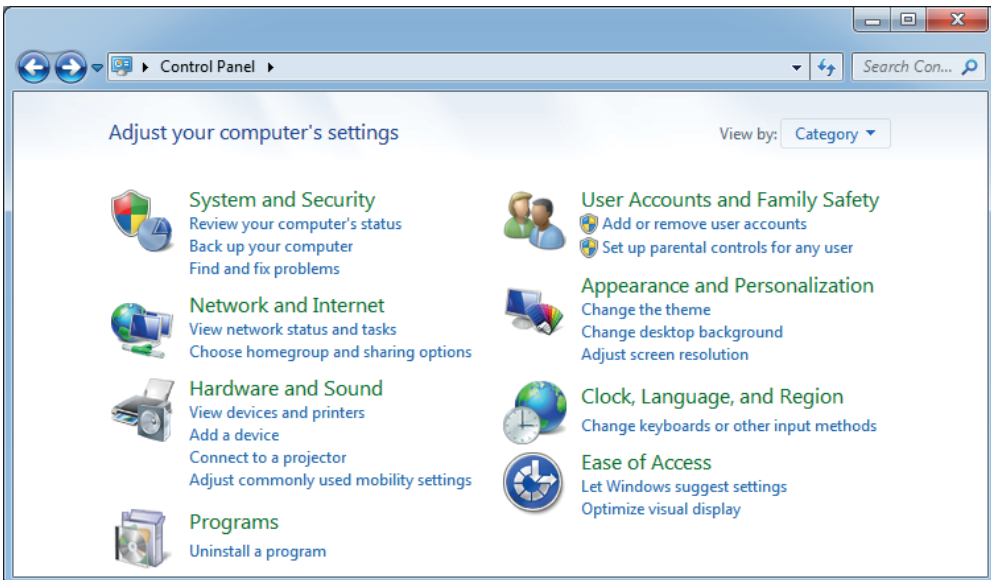 Control Panel
Search Con...
Adjust your computer's settings
View by: Category
System and Security
Review your computer's status
Back up your computer
Find and fix problems
Network and Internet
View network status and tasks
Choose homegroup and sharing options
Hardware and Sound
View devices and printers
Add a device
Connect to a projector
Adjust commonly used mobility settings
Programs
Uninstall a program
User Accounts and Family Safety
Add or remove user accounts
Set up parental controls for any user
Appearance and Personalization
Change the theme
Change desktop background
Adjust screen resolution
Clock, Language, and Region
Change keyboards or other input methods
Ease of Access
Let Windows suggest settings
Optimize visual display